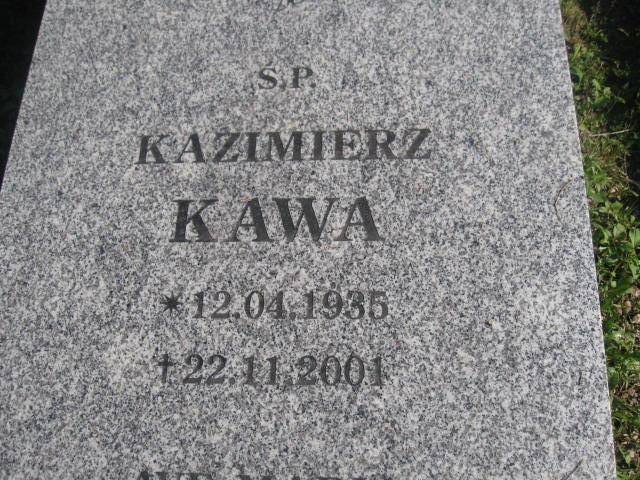 Ś.P.
KAZIMIERZ
KAWA
✶12.04.1935
†22.11.2001